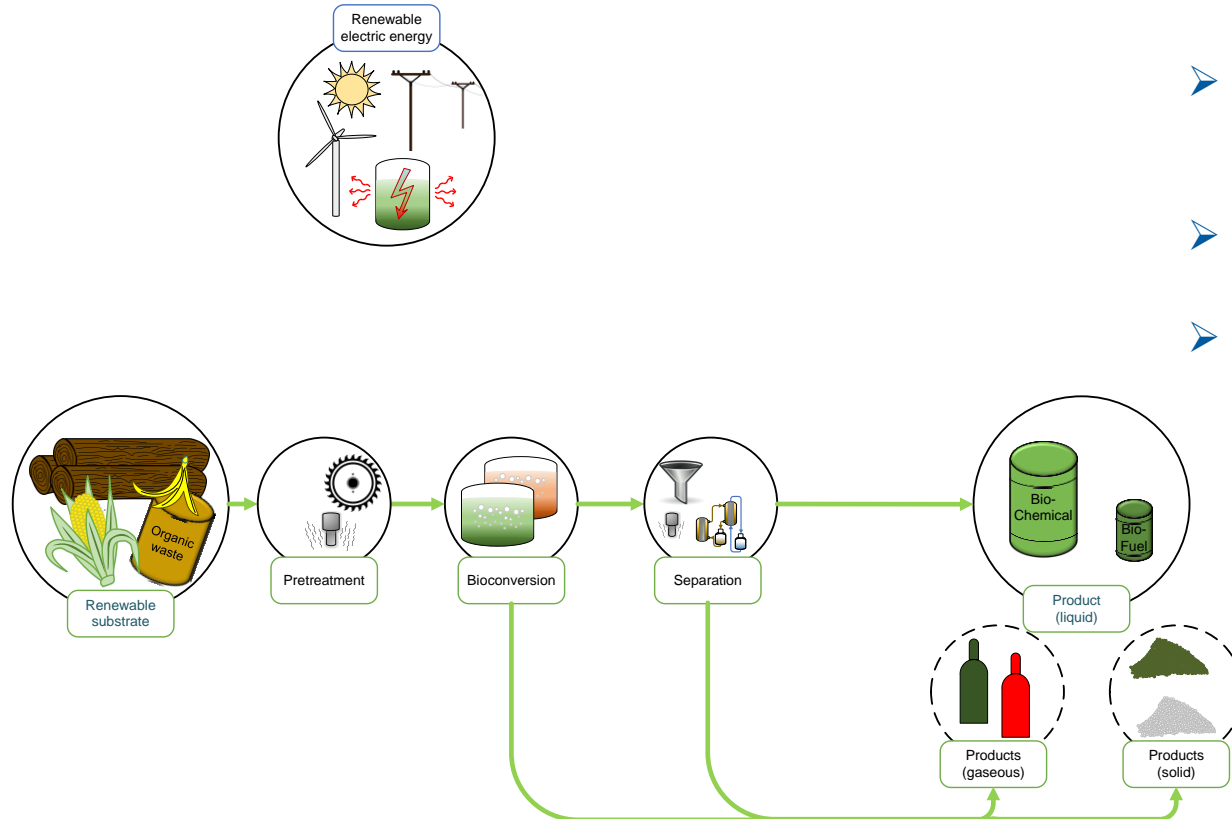 Renewable
electric energy
Organic
waste
Renewable
substrate
Pretreatment
Bioconversion
Separation
Bio-
Chemical
Bio-
Fuel
Product
(liquid)
Products
(gaseous)
Products
(solid)